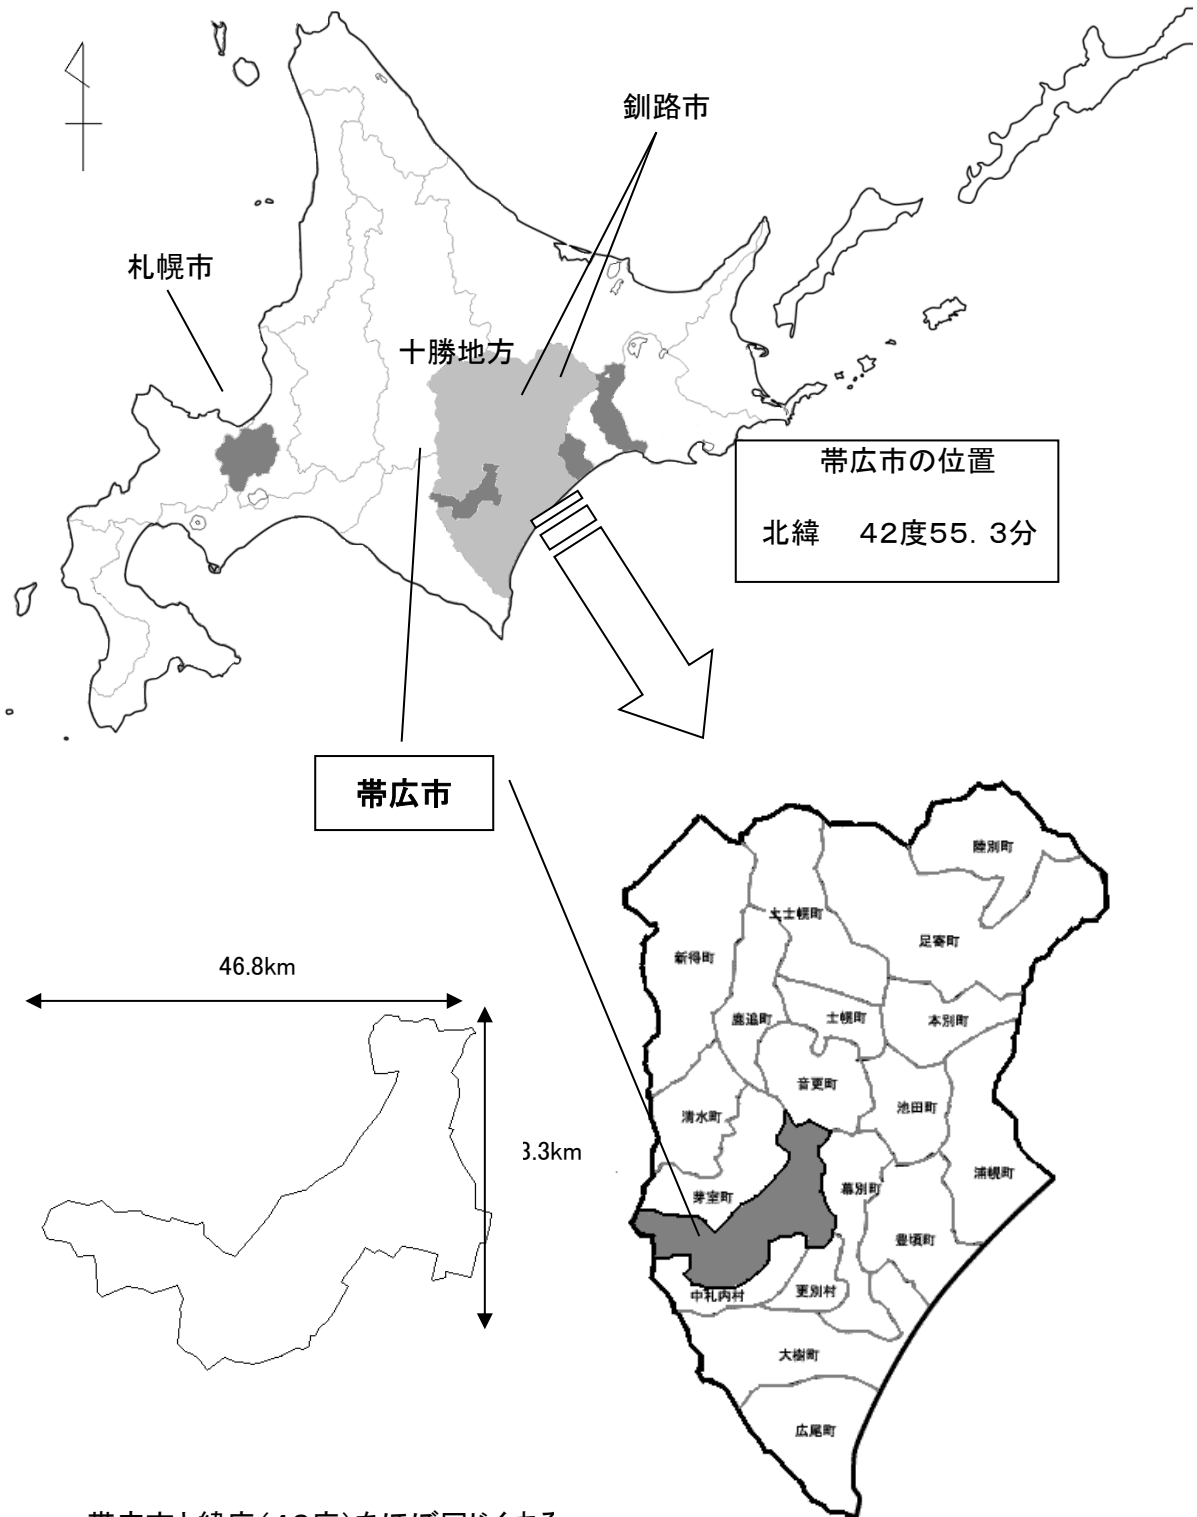 釧路市
札幌市
十勝地方
帯広市の位置
北緯 42度55.3分
帯広市
46.8km
3.3km
陸別町
上士幌町
足寄町
新得町
鹿追町
士幌町
本別町
音更町
池田町
清水町
浦幌町
芽室町
幕別町
豊頃町
中札内村
更別村
大樹町
広尾町